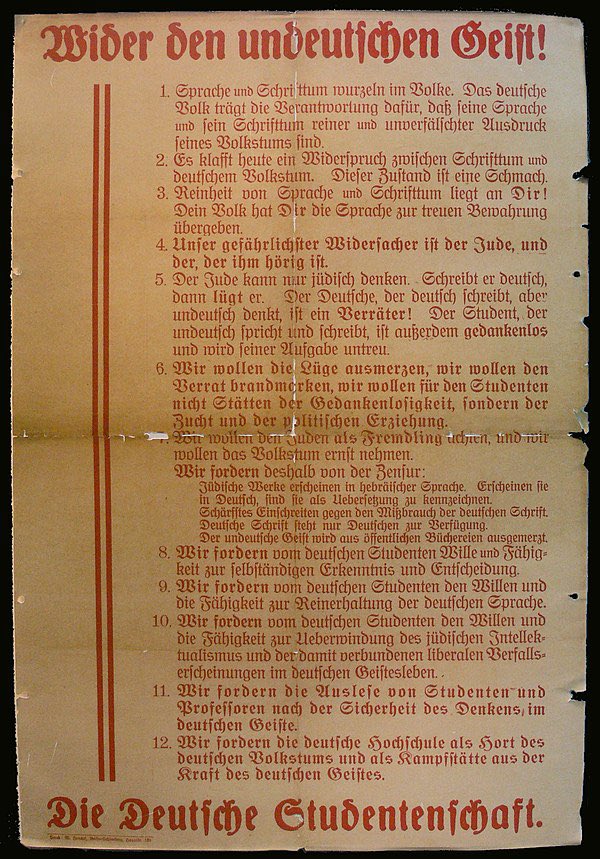 Wider den undeutschen Geist!
1. Sprache und Schrifttum wurzeln im Volke. Das deutsche
Volk trägt die Verantwortung dafür, daß seine Sprache
und sein Schrifttum reiner und unverfälschter Ausdruck
seines Volkstums sind.
2. Es klafft heute ein Widerspruch zwischen Schrifttum und
deutschem Volkstum. Dieser Zustand ist eine Schmach.
3. Reinheit von Sprache und Schrifttum liegt an Dir!
Dein Volk hat Dir die Sprache zur treuen Bewahrung
übergeben.
4. Unser gefährlichster Widersacher ist der Jude, und
der, der ihm hörig ist.
5. Der Jude kann nur jüdisch denken. Schreibt er deutsch,
dann lügt er. Der Deutsche, der deutsch schreibt, aber
undeutsch denkt, ist ein Verräter! Der Student, der
undeutsch spricht und schreibt, ist außerdem gedankenlos
und wird seiner Aufgabe untreu.
6. Wir wollen die Lüge ausmerzen, wir wollen den
Verrat brandmarken, wir wollen für den Studenten
nicht Stätten der Gedankenlosigkeit, sondern der
Zucht und der politischen Erziehung.
7. Wir wollen den Juden als Fremdling achten, und wir
wollen das Volkstum ernst nehmen.
Wir fordern deshalb von der Zensur:
Jüdische Werke erscheinen in hebräischer Sprache. Erscheinen sie
in Deutsch, sind sie als Uebersetzung zu kennzeichnen.
Schärfstes Einschreiten gegen den Mißbrauch der deutschen Schrift.
Deutsche Schrift steht nur Deutschen zur Verfügung.
Der undeutsche Geist wird aus öffentlichen Büchereien ausgemerzt.
8. Wir fordern vom deutschen Studenten Wille und Fähig-
keit zur selbständigen Erkenntnis und Entscheidung.
9. Wir fordern vom deutschen Studenten den Willen und
die Fähigkeit zur Reinerhaltung der deutschen Sprache.
10. Wir fordern vom deutschen Studenten den Willen und
die Fähigkeit zur Ueberwindung des jüdischen Intellek-
tualismus und der damit verbundenen liberalen Verfalls-
erscheinungen im deutschen Geistesleben.
11. Wir fordern die Auslese von Studenten und
Professoren nach der Sicherheit des Denkens im
deutschen Geiste.
12. Wir fordern die deutsche Hochschule als Hort des
deutschen Volkstums und als Kampfstätte aus der
Kraft des deutschen Geistes.
Die Deutsche Studentenschaft.